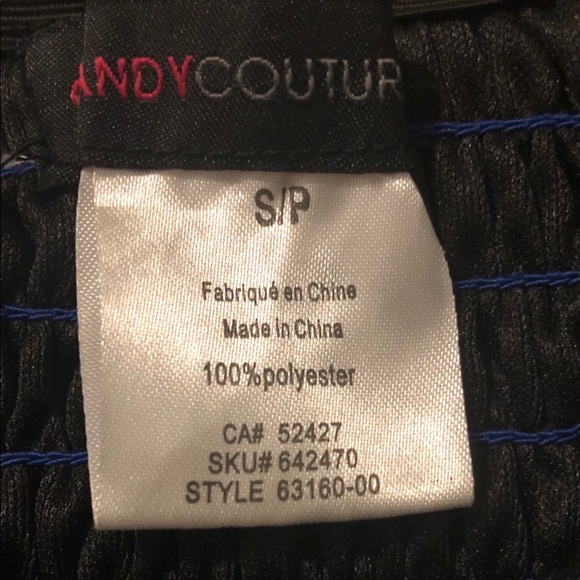 ANDYCOUTUR
S/P
Fabriqué en Chine
Made in China
100%polyester
CA# 52427
SKU# 642470
STYLE 63160-00